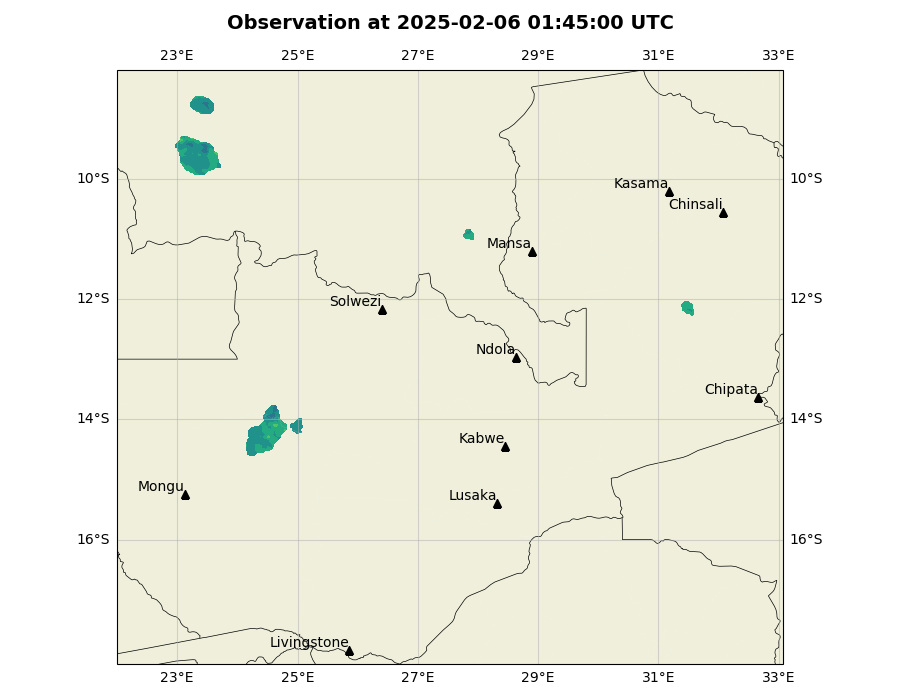 Observation at 2025-02-06 01:45:00 UTC
23°E 25°E 27°E 29°E 31°E 33°E
10°S 10°S
Kasama
Chinsali
Mansa
12°S 12°S
Solwezi
Ndola
Chipata
14°S 14°S
Kabwe
Mongu
Lusaka
16°S 16°S
Livingstone
23°E 25°E 27°E 29°E 31°E 33°E